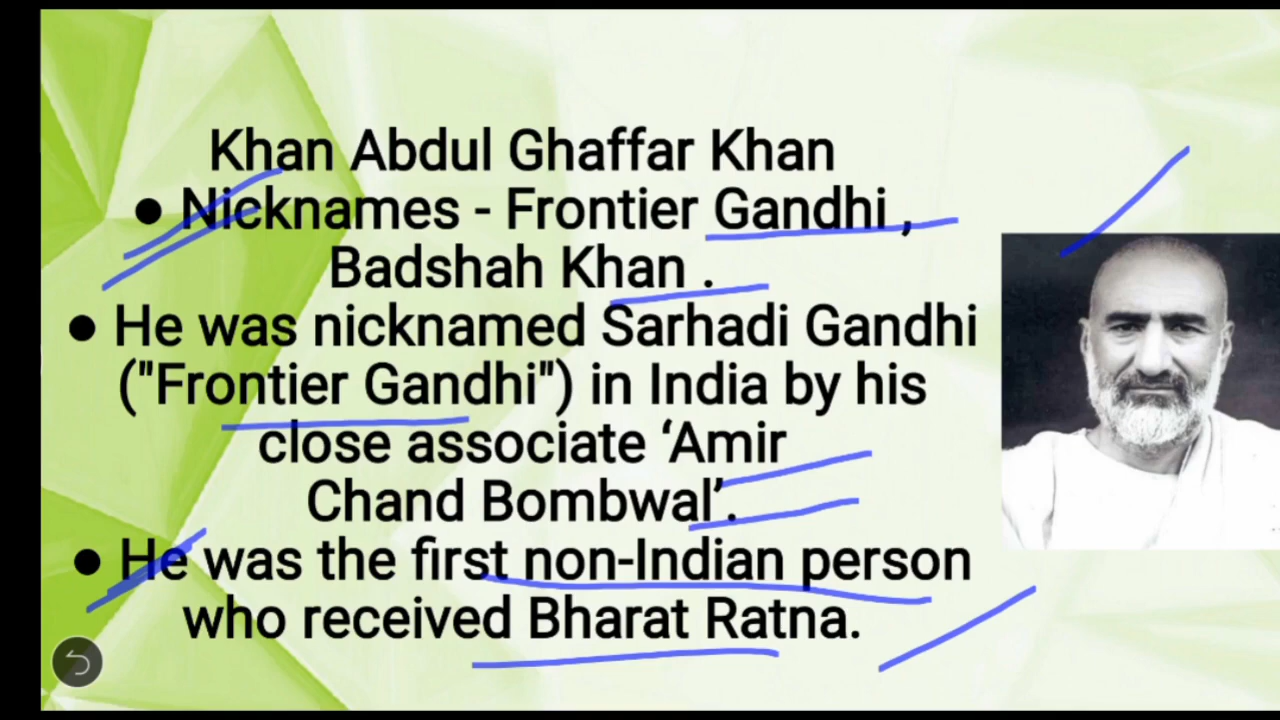 Khan Abdul Ghaffar Khan
● Nicknames - Frontier Gandhi ,
Badshah Khan .
● He was nicknamed Sarhadi Gandhi
("Frontier Gandhi") in India by his
close associate ‘Amir
Chand Bombwal’.
● He was the first non-Indian person
who received Bharat Ratna.